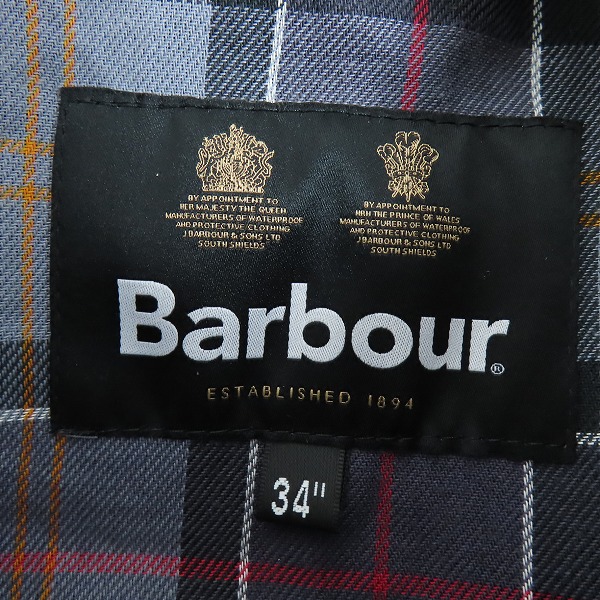 BY APPOINTMENT TO
HER MAJESTY THE QUEEN
MANUFACTURERS OF WATERPROOF
AND PROTECTIVE CLOTHING
J.BARBOUR & SONS LTD
SOUTH SHIELDS
BY APPOINTMENT TO
HRH THE PRINCE OF WALES
MANUFACTURERS OF WATERPROOF
AND PROTECTIVE CLOTHING
J.BARBOUR & SONS LTD
SOUTH SHIELDS
Barbour®
ESTABLISHED 1894
34"